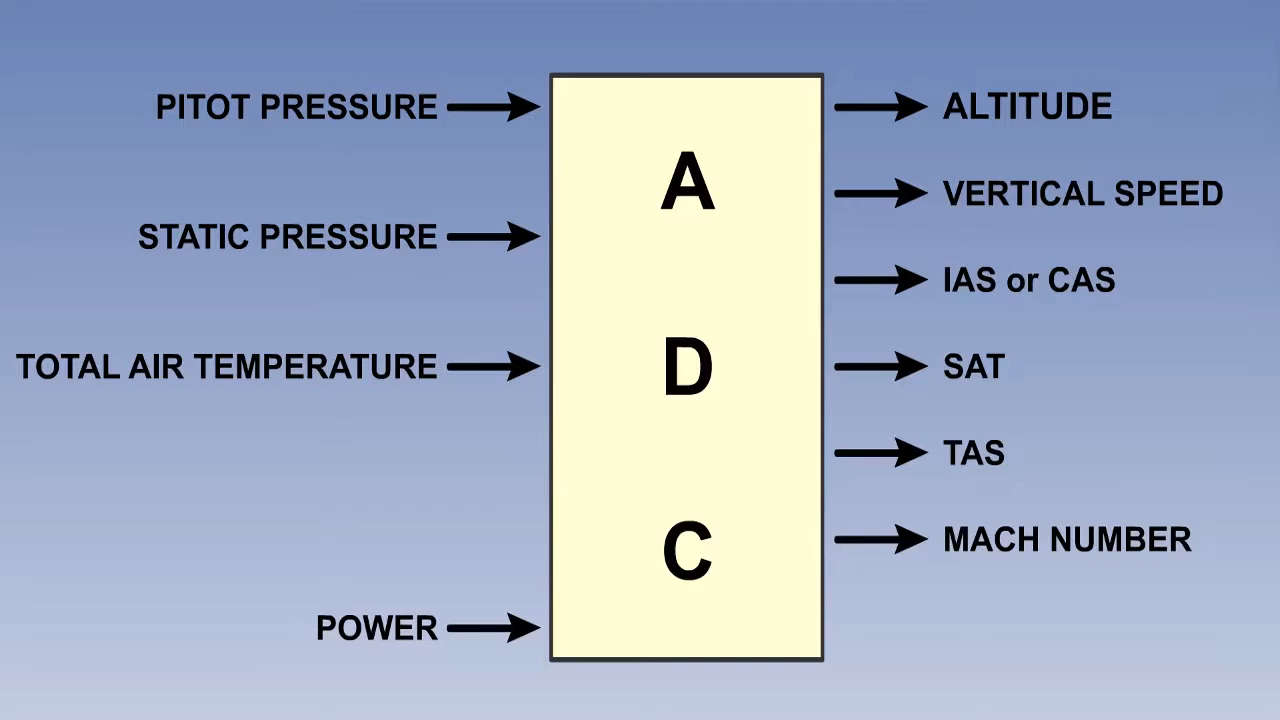 PITOT PRESSURE
STATIC PRESSURE
TOTAL AIR TEMPERATURE
POWER
A
D
C
ALTITUDE
VERTICAL SPEED
IAS or CAS
SAT
TAS
MACH NUMBER